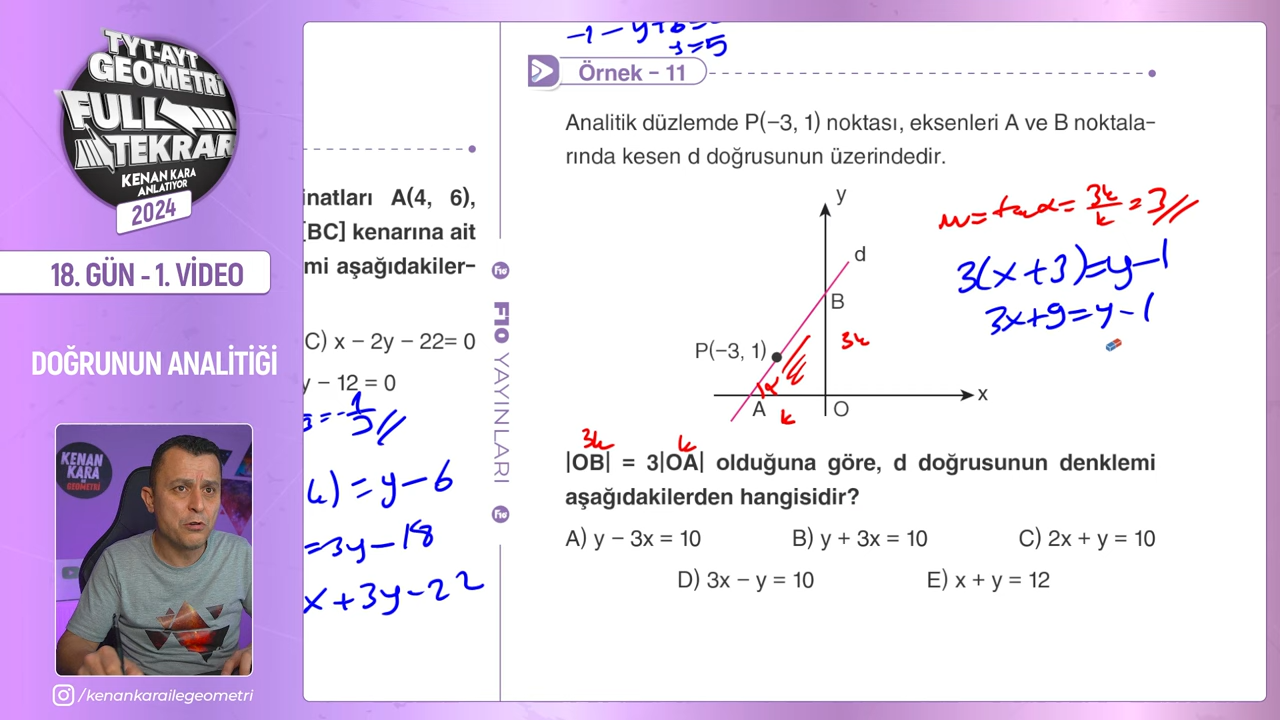 TYT-AYT
GEOMETRİ
FULL
TEKRAR
KENAN KARA
ANLATIYOR
2024
18. GÜN - 1. VİDEO
DOĞRUNUN ANALİTİĞİ
KENAN
KARA
GEOMETRİ
/kenankarailegeometri
inatları A(4, 6),
[BC] kenarına ait
mi aşağıdakiler-
C) x − 2y − 22= 0
y − 12 = 0
) = y − 6
= 3y − 18
x + 3y − 22
F10 YAYINLARI
= 5
Örnek − 11
Analitik düzlemde P(−3, 1) noktası, eksenleri A ve B noktala-
rında kesen d doğrusunun üzerindedir.
y
d
B
P(−3, 1)
3k
α
A
O
x
k
m = tanα = 3k/k = 3
3(x + 3) = y − 1
3x + 9 = y − 1
3k k
|OB| = 3|OA| olduğuna göre, d doğrusunun denklemi
aşağıdakilerden hangisidir?
A) y − 3x = 10 B) y + 3x = 10 C) 2x + y = 10
D) 3x − y = 10 E) x + y = 12